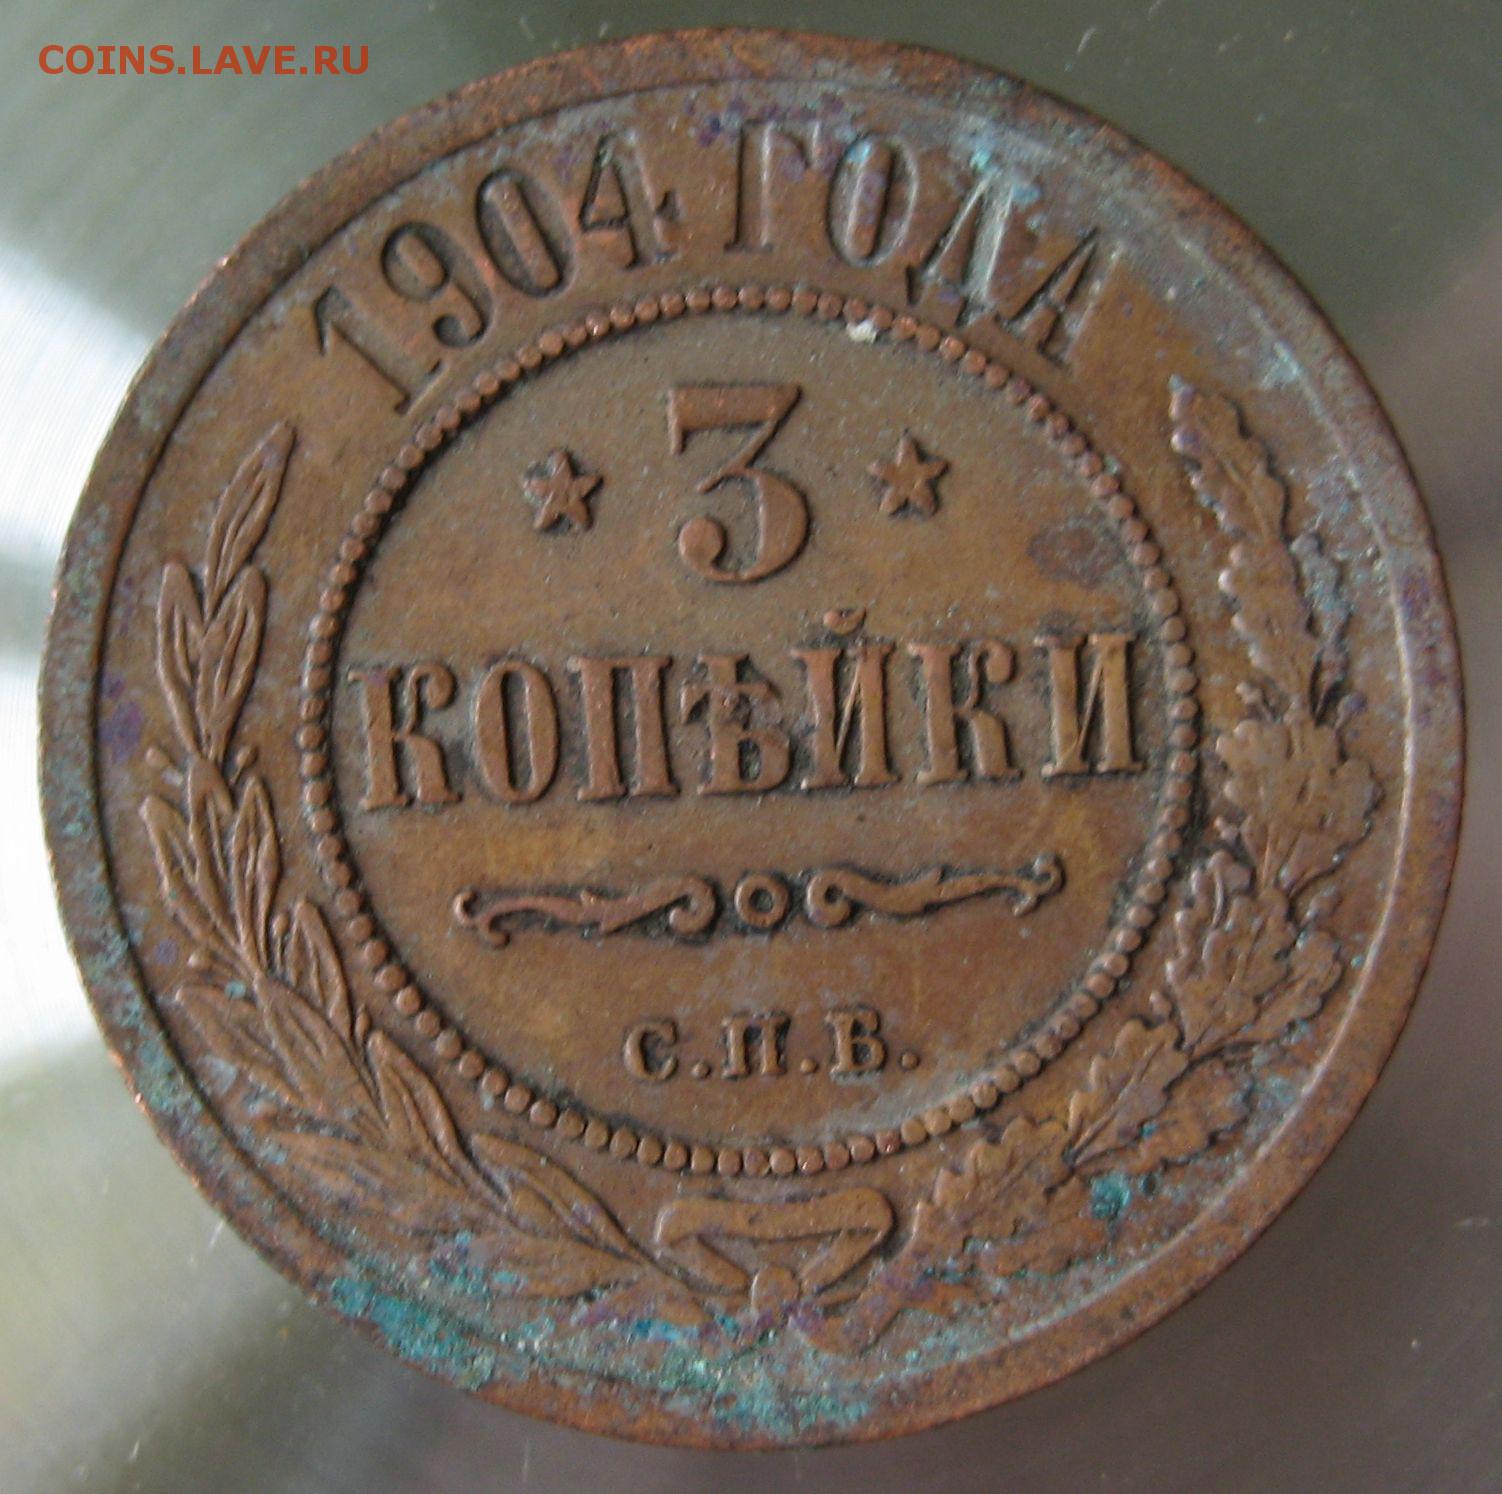 COINS.LAVE.RU
1904 ГОДА
★ 3 ★
КОПѢЙКИ
С.П.Б.